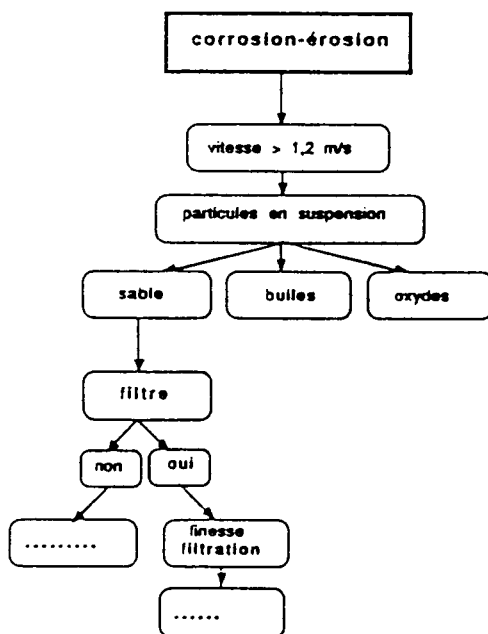 corrosion-érosion
vitesse > 1,2 m/s
particules en suspension
sable
bulles
oxydes
filtre
non
oui
.........
finesse
filtration
......